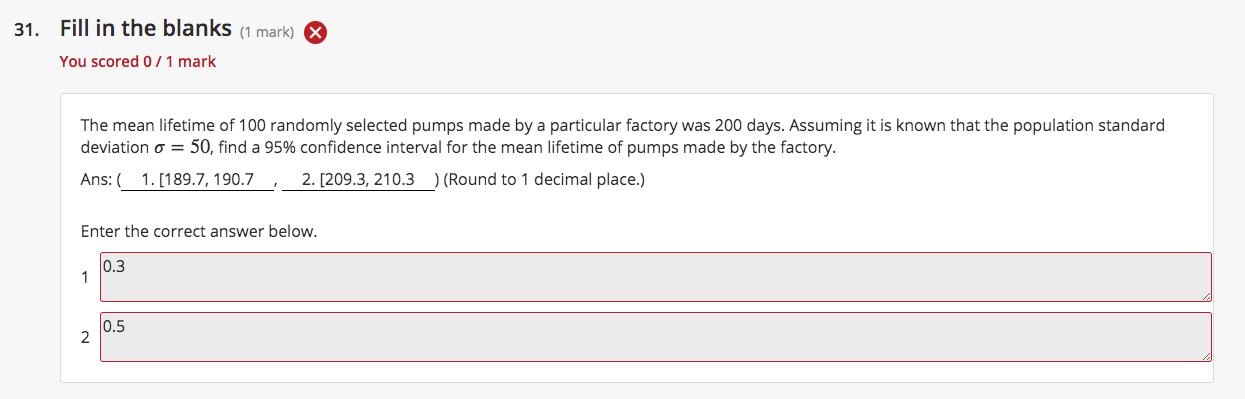 31. Fill in the blanks (1 mark)
You scored 0 / 1 mark
The mean lifetime of 100 randomly selected pumps made by a particular factory was 200 days. Assuming it is known that the population standard
deviation σ = 50, find a 95% confidence interval for the mean lifetime of pumps made by the factory.
Ans: ( 1. [189.7, 190.7 , 2. [209.3, 210.3 ) (Round to 1 decimal place.)
Enter the correct answer below.
1 0.3
2 0.5